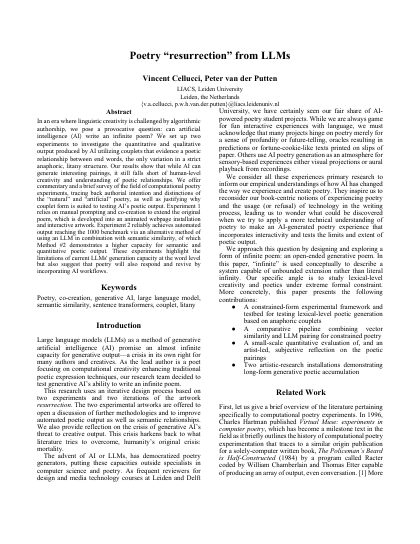 Poetry “resurrection” from LLMs
Vincent Cellucci, Peter van der Putten
LIACS, Leiden University
Leiden, the Netherlands
{v.a.cellucci, p.w.h.van.der.putten}@liacs.leidenuniv.nl
Abstract
In an era where linguistic creativity is challenged by algorithmic
authorship, we pose a provocative question: can artificial
intelligence (AI) write an infinite poem? We set up two
experiments to investigate the quantitative and qualitative
output produced by AI utilizing couplets that evidence a poetic
relationship between end words, the only variation in a strict
anaphoric, litany structure. Our results show that while AI can
generate interesting pairings, it still falls short of human-level
creativity and understanding of poetic relationships. We offer
commentary and a brief survey of the field of computational poetry
experiments, tracing back authorial intention and distinctions of
the “natural” and “artificial” poetry, as well as justifying why
couplet form is suited to testing AI’s poetic output. Experiment 1
relies on manual prompting and co-creation to extend the original
poem, which is developed into an automated webpage installation
and interactive artwork. Experiment 2 reliably achieves automated
output reaching the 1000 benchmark via an alternative method of
using an LLM in combination with semantic similarity, of which
Method #2 demonstrates a higher capacity for semantic and
quantitative poetic output. These experiments highlight the
limitations of current LLMs' generation capacity at the word level
but also suggest that poetry will also respond and revive by
incorporating AI workflows.
Keywords
Poetry, co-creation, generative AI, large language model,
semantic similarity, sentence transformers, couplet, litany
Introduction
Large language models (LLMs) as a method of generative
artificial intelligence (AI) promise an almost infinite
capacity for generative output—a crisis in its own right for
many authors and creatives. As the lead author is a poet
focusing on computational creativity enhancing traditional
poetic expression techniques, our research team decided to
test generative AI’s ability to write an infinite poem.
This research uses an iterative design process based on
two experiments and two iterations of the artwork
resurrection. The two experimental artworks are offered to
open a discussion of further methodologies and to improve
automated poetic output as well as semantic relationships.
We also provide reflection on the crisis of generative AI’s
threat to creative output. This crisis harkens back to what
literature tries to overcome, humanity’s original crisis:
mortality.
The advent of AI or LLMs, has democratized poetry
generators, putting these capacities outside specialists in
computer science and poetry. As frequent reviewers for
design and media technology courses at Leiden and Delft
University, we have certainly seen our fair share of AI-
powered poetry student projects. While we are always game
for fun interactive experiences with language, we must
acknowledge that many projects hinge on poetry merely for
a sense of profundity or future-telling, oracles resulting in
predictions or fortune-cookie-like texts printed on slips of
paper. Others use AI poetry generation as an atmosphere for
sensory-based experiences either visual projections or aural
playback from recordings.
We consider all these experiences primary research to
inform our empirical understandings of how AI has changed
the way we experience and create poetry. They inspire us to
reconsider our book-centric notions of experiencing poetry
and the usage (or refusal) of technology in the writing
process, leading us to wonder what could be discovered
when we try to apply a more technical understanding of
poetry to make an AI-generated poetry experience that
incorporates interactivity and tests the limits and extent of
poetic output.
We approach this question by designing and exploring a
form of infinite poem: an open-ended generative poem. In
this paper, “infinite” is used conceptually to describe a
system capable of unbounded extension rather than literal
infinity. Our specific angle is to study lexical-level
creativity and poetics under extreme formal constraint.
More concretely, this paper presents the following
contributions:
● A constrained-form experimental framework and
testbed for testing lexical-level poetic generation
based on anaphoric couplets
● A comparative pipeline combining vector
similarity and LLM pairing for constrained poetry
● A small-scale quantitative evaluation of, and an
artist-led, subjective reflection on the poetic
pairings
● Two artistic-research installations demonstrating
long-form generative poetic accumulation
Related Work
First, let us give a brief overview of the literature pertaining
specifically to computational poetry experiments. In 1996,
Charles Hartman published Virtual Muse: experiments in
computer poetry, which has become a milestone text in the
field as it briefly outlines the history of computational poetry
experimentation that traces to a similar origin publication
for a solely-computer written book, The Policeman’s Beard
is Half-Constructed (1984) by a program called Racter
coded by William Chamberlain and Thomas Etter capable
of producing an array of output, even conversation. [1] More